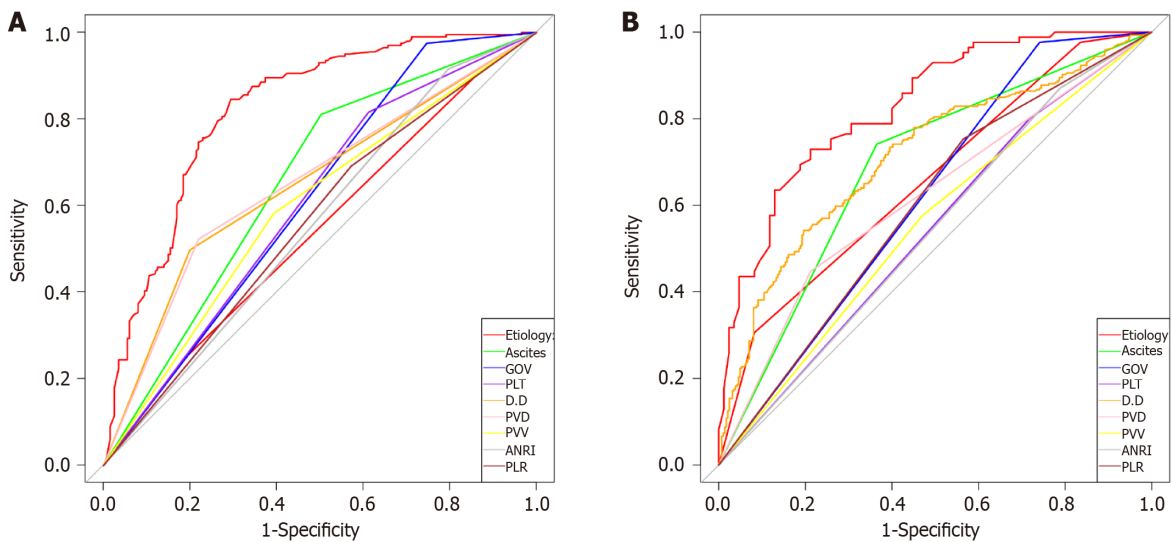 A
1.0
0.8
0.6
0.4
0.2
0.0
Sensitivity
0.0 0.2 0.4 0.6 0.8 1.0
1-Specificity
Etiology:
Ascites
GOV
PLT
D.D
PVD
PVV
ANRI
PLR
B
1.0
0.8
0.6
0.4
0.2
0.0
Sensitivity
0.0 0.2 0.4 0.6 0.8 1.0
1-Specificity
Etiology
Ascites
GOV
PLT
D.D
PVD
PVV
ANRI
PLR